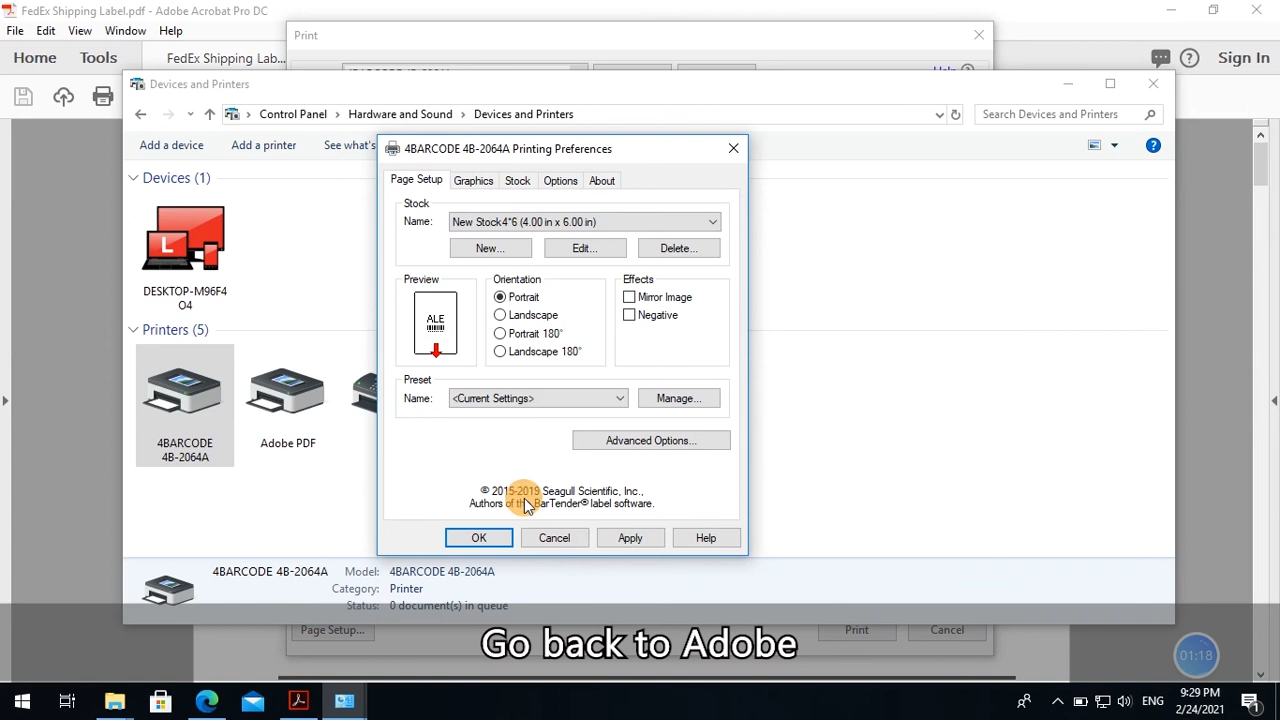 FedEx Shipping Label.pdf - Adobe Acrobat Pro DC
File Edit View Window Help
Print
Home Tools FedEx Shipping Lab... Sign In
Devices and Printers
Control Panel > Hardware and Sound > Devices and Printers
Search Devices and Printers
Add a device Add a printer See what's
Devices (1)
DESKTOP-M96F4
O4
Printers (5)
4BARCODE
4B-2064A
Adobe PDF
4BARCODE 4B-2064A Printing Preferences
Page Setup Graphics Stock Options About
Stock
Name: New Stock4*6 (4.00 in x 6.00 in)
New... Edit... Delete...
Preview
ALE
Orientation
Portrait
Landscape
Portrait 180°
Landscape 180°
Effects
Mirror Image
Negative
Preset
Name: <Current Settings> Manage...
Advanced Options...
© 2015-2019 Seagull Scientific, Inc.,
Authors of the BarTender® label software.
OK Cancel Apply Help
4BARCODE 4B-2064A Model: 4BARCODE 4B-2064A
Category: Printer
Status: 0 document(s) in queue
Page Setup... Print Cancel
Go back to Adobe
01:18
ENG
9:29 PM
2/24/2021
1